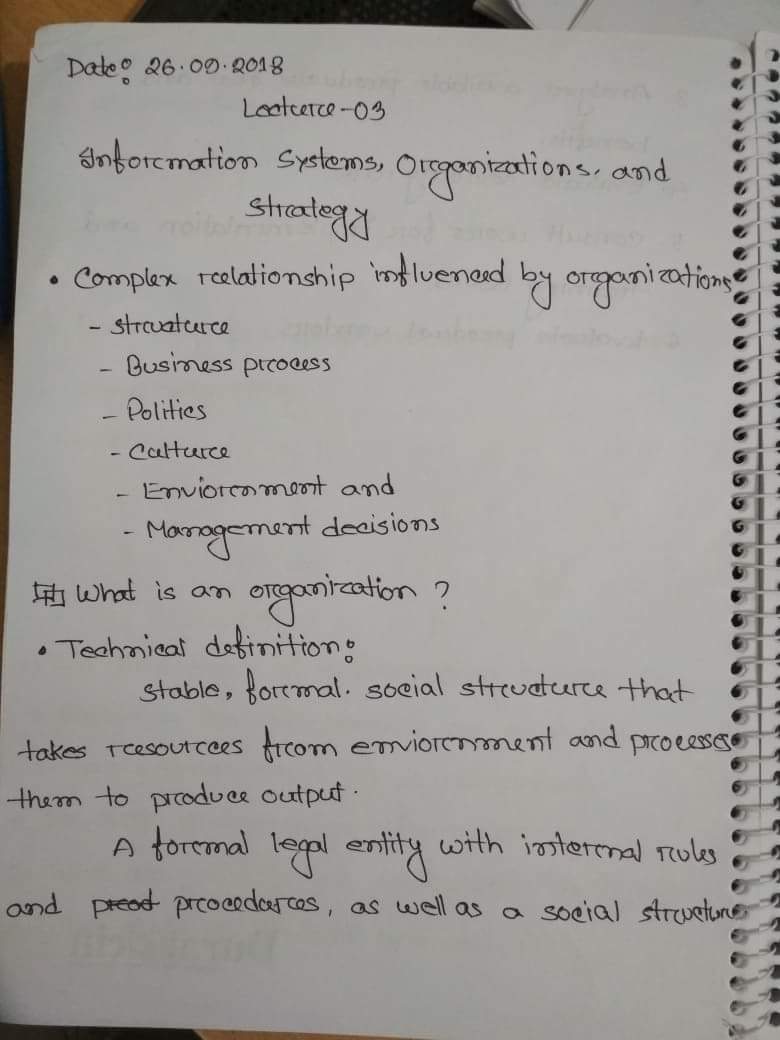 Date: 26.09.2018
Lecture-03
Information Systems, Organizations, and
Strategy
• Complex relationship influenced by organizations
- structure
- Business process
- Politics
- Culture
- Enviornment and
- Management decisions
What is an organization?
• Technical definition:
Stable, formal. social structure that
takes resources from enviornment and processes
them to produce output.
A formal legal entity with internal rules
and procedures, as well as a social structure